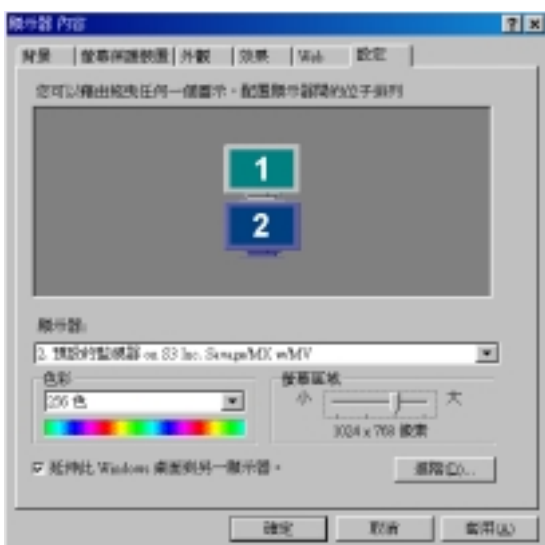 顯示器 內容
背景 螢幕保護裝置 外觀 效果 Web 設定
您可以藉由拖曳任何一個圖示,配置顯示器間的位子排列
1
2
顯示器:
2. 預設的監視器 on S3 Inc. Savage/MX w/MV
色彩
256 色
螢幕區域
小 大
1024 x 768 像素
延伸此 Windows 桌面到另一顯示器。
進階(D)...
確定 取消 套用(A)